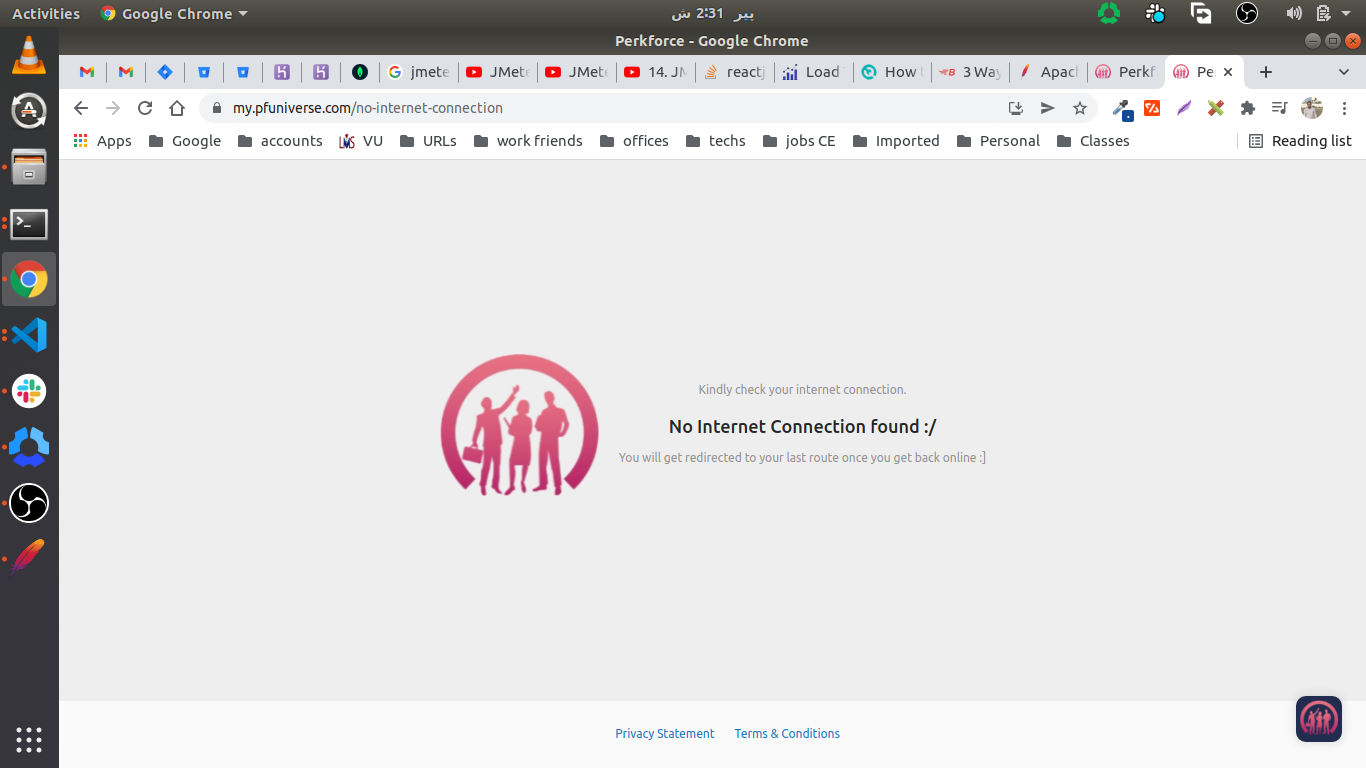 Activities
Google Chrome
پیر 2:31 ش
Perkforce - Google Chrome
jmete
JMete
JMete
14. JM
reactj
Load T
How t
3 Way
Apach
Perkf
Pe
my.pfuniverse.com/no-internet-connection
Apps
Google
accounts
VU
URLs
work friends
offices
techs
jobs CE
Imported
Personal
Classes
Reading list
Kindly check your internet connection.
No Internet Connection found :/
You will get redirected to your last route once you get back online :]
Privacy Statement
Terms & Conditions